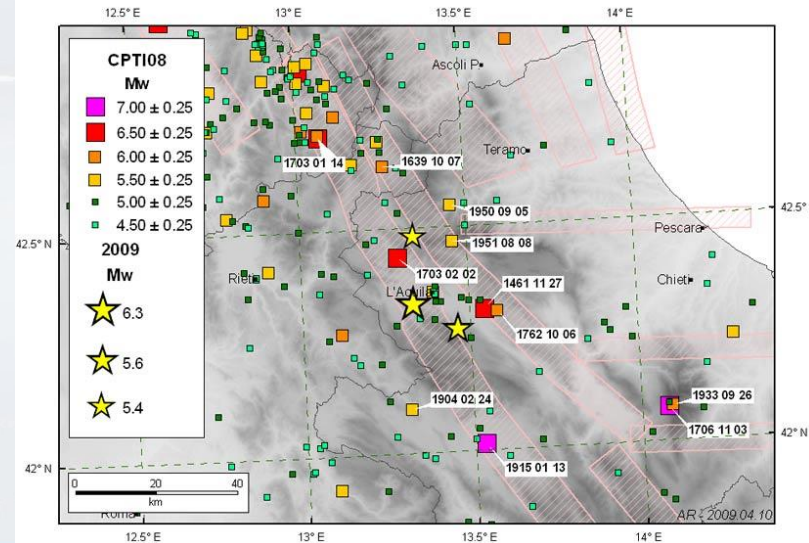 12.5°E 13°E 13.5°E 14°E
CPTI08
Mw
7.00 ± 0.25
6.50 ± 0.25
6.00 ± 0.25
5.50 ± 0.25
5.00 ± 0.25
4.50 ± 0.25
2009
Mw
6.3
5.6
5.4
Ascoli P.
Teramo
1703 01 14
1639 10 07
1950 09 05
1951 08 08
Pescara
42.5°N
42.5°N
Rieti
1703 02 02
L'Aquila
1461 11 27
Chieti
1762 10 06
1904 02 24
1933 09 26
1706 11 03
42°N
42°N
1915 01 13
0 20 40
km
Roma
AR - 2009.04.10
12.5°E 13°E 13.5°E 14°E